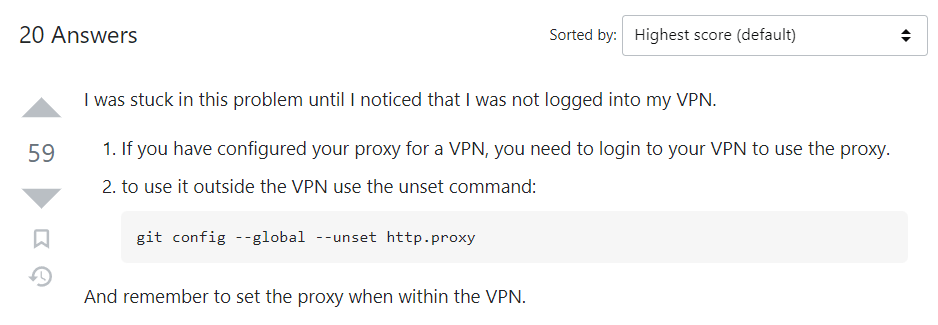 20 Answers
Sorted by: Highest score (default)
I was stuck in this problem until I noticed that I was not logged into my VPN.
59
1. If you have configured your proxy for a VPN, you need to login to your VPN to use the proxy.
2. to use it outside the VPN use the unset command:
git config --global --unset http.proxy
And remember to set the proxy when within the VPN.